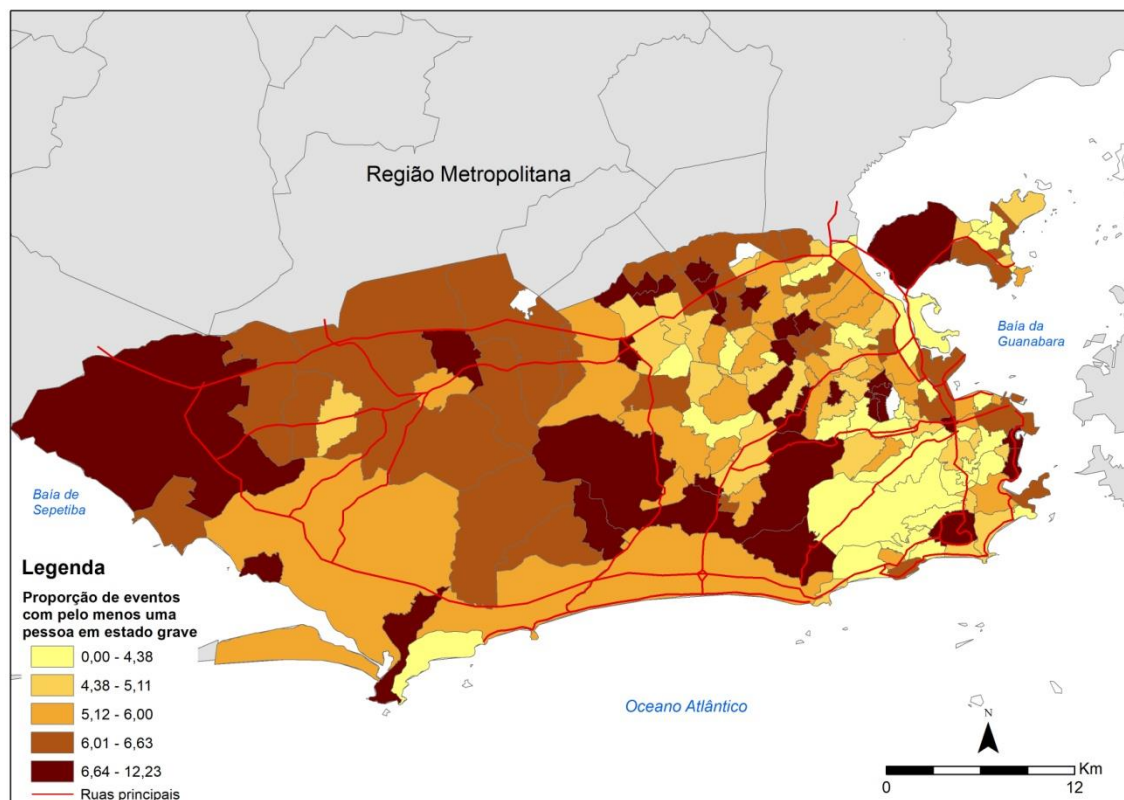 Região Metropolitana
Baía da
Guanabara
Baía de
Sepetiba
Oceano Atlântico
Legenda
Proporção de eventos
com pelo menos uma
pessoa em estado grave
0,00 - 4,38
4,38 - 5,11
5,12 - 6,00
6,01 - 6,63
6,64 - 12,23
Ruas principais
N
Km
0 12